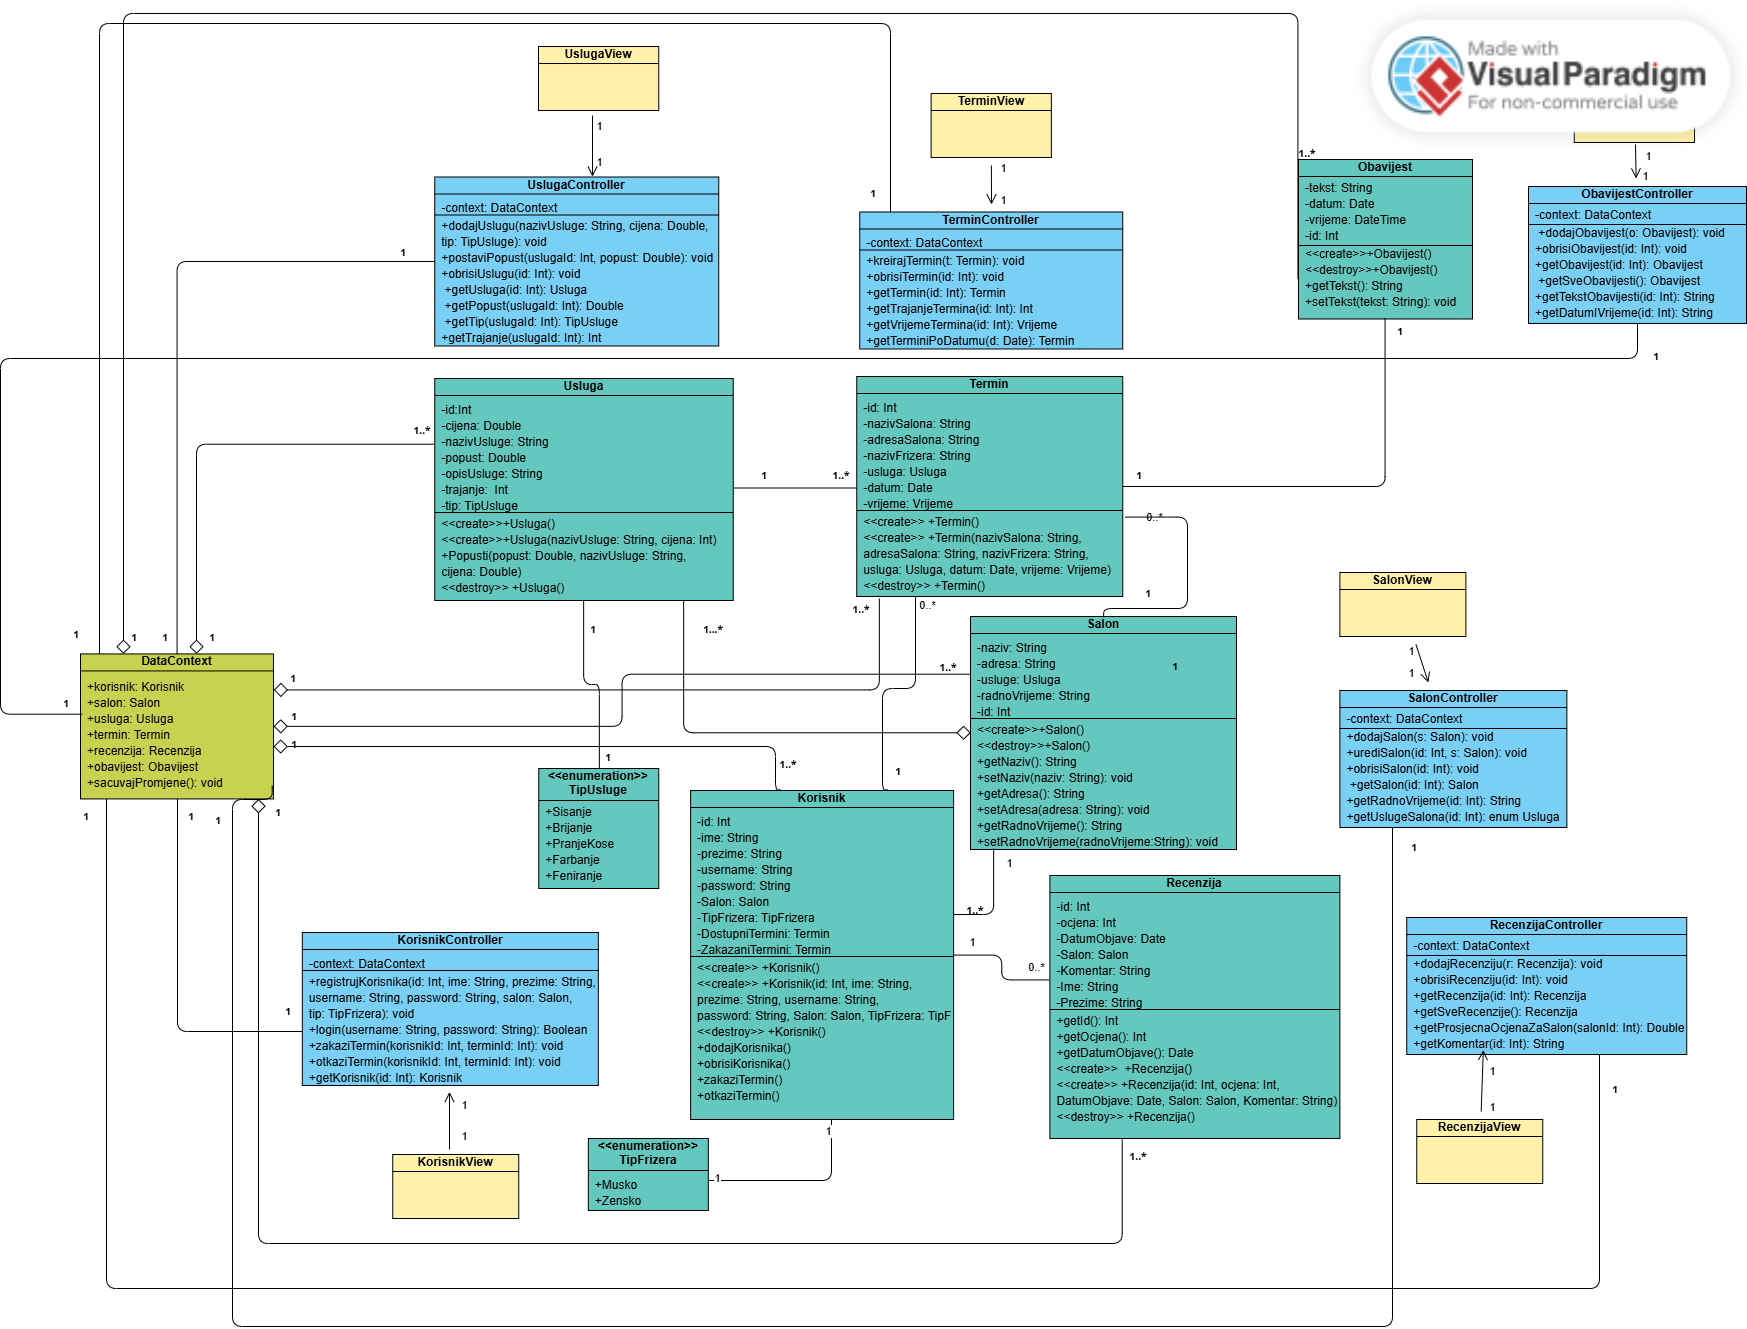 Made with
Visual Paradigm
For non-commercial use
UslugaView
1
1
UslugaController
-context: DataContext
+dodajUslugu(nazivUsluge: String, cijena: Double,
tip: TipUsluge): void
+postaviPopust(uslugaId: Int, popust: Double): void
+obrisiUslugu(id: Int): void
+getUsluga(id: Int): Usluga
+getPopust(uslugaId: Int): Double
+getTip(uslugaId: Int): TipUsluge
+getTrajanje(uslugaId: Int): Int
1
TerminView
1
1
1
TerminController
-context: DataContext
+kreirajTermin(t: Termin): void
+obrisiTermin(id: Int): void
+getTermin(id: Int): Termin
+getTrajanjeTermina(id: Int): Int
+getVrijemeTermina(id: Int): Vrijeme
+getTerminiPoDatumu(d: Date): Termin
1..*
Obavijest
-tekst: String
-datum: Date
-vrijeme: DateTime
-id: Int
<<create>>+Obavijest()
<<destroy>>+Obavijest()
+getTekst(): String
+setTekst(tekst: String): void
1
1
1
ObavijestController
-context: DataContext
+dodajObavijest(o: Obavijest): void
+obrisiObavijest(id: Int): void
+getObavijest(id: Int): Obavijest
+getSveObavijesti(): Obavijest
+getTekstObavijesti(id: Int): String
+getDatumIVrijeme(id: Int): String
1
Usluga
-id:Int
-cijena: Double
-nazivUsluge: String
-popust: Double
-opisUsluge: String
-trajanje: Int
-tip: TipUsluge
<<create>>+Usluga()
<<create>>+Usluga(nazivUsluge: String, cijena: Int)
+Popusti(popust: Double, nazivUsluge: String,
cijena: Double)
<<destroy>> +Usluga()
1..*
1
1..*
1
1...*
Termin
-id: Int
-nazivSalona: String
-adresaSalona: String
-nazivFrizera: String
-usluga: Usluga
-datum: Date
-vrijeme: Vrijeme
<<create>> +Termin()
<<create>> +Termin(nazivSalona: String,
adresaSalona: String, nazivFrizera: String,
usluga: Usluga, datum: Date, vrijeme: Vrijeme)
<<destroy>> +Termin()
1
0..*
1
1..*
0..*
SalonView
1
1
SalonController
-context: DataContext
+dodajSalon(s: Salon): void
+urediSalon(id: Int, s: Salon): void
+obrisiSalon(id: Int): void
+getSalon(id: Int): Salon
+getRadnoVrijeme(id: Int): String
+getUslugeSalona(id: Int): enum Usluga
1
Salon
-naziv: String
-adresa: String
-usluge: Usluga
-radnoVrijeme: String
-id: Int
<<create>>+Salon()
<<destroy>>+Salon()
+getNaziv(): String
+setNaziv(naziv: String): void
+getAdresa(): String
+setAdresa(adresa: String): void
+getRadnoVrijeme(): String
+setRadnoVrijeme(radnoVrijeme:String): void
1
1..*
1
1
1
1
1
DataContext
+korisnik: Korisnik
+salon: Salon
+usluga: Usluga
+termin: Termin
+recenzija: Recenzija
+obavijest: Obavijest
+sacuvajPromjene(): void
1
1
1
1
1
1
1
1
1
<<enumeration>>
TipUsluge
+Sisanje
+Brijanje
+PranjeKose
+Farbanje
+Feniranje
1..*
1
Korisnik
-id: Int
-ime: String
-prezime: String
-username: String
-password: String
-Salon: Salon
-TipFrizera: TipFrizera
-DostupniTermini: Termin
-ZakazaniTermini: Termin
<<create>> +Korisnik()
<<create>> +Korisnik(id: Int, ime: String,
prezime: String, username: String,
password: String, Salon: Salon, TipFrizera: TipF
<<destroy>> +Korisnik()
+dodajKorisnika()
+obrisiKorisnika()
+zakaziTermin()
+otkaziTermin()
1
1..*
1
0..*
Recenzija
-id: Int
-ocjena: Int
-DatumObjave: Date
-Salon: Salon
-Komentar: String
-Ime: String
-Prezime: String
+getId(): Int
+getOcjena(): Int
+getDatumObjave(): Date
<<create>> +Recenzija()
<<create>> +Recenzija(id: Int, ocjena: Int,
DatumObjave: Date, Salon: Salon, Komentar: String)
<<destroy>> +Recenzija()
1..*
RecenzijaController
-context: DataContext
+dodajRecenziju(r: Recenzija): void
+obrisiRecenziju(id: Int): void
+getRecenzija(id: Int): Recenzija
+getSveRecenzije(): Recenzija
+getProsjecnaOcjenaZaSalon(salonId: Int): Double
+getKomentar(id: Int): String
1
1
1
RecenzijaView
KorisnikController
-context: DataContext
+registrujKorisnika(id: Int, ime: String, prezime: String,
username: String, password: String, salon: Salon,
tip: TipFrizera): void
+login(username: String, password: String): Boolean
+zakaziTermin(korisnikId: Int, terminId: Int): void
+otkaziTermin(korisnikId: Int, terminId: Int): void
+getKorisnik(id: Int): Korisnik
1
1
1
KorisnikView
<<enumeration>>
TipFrizera
+Musko
+Zensko
1
1